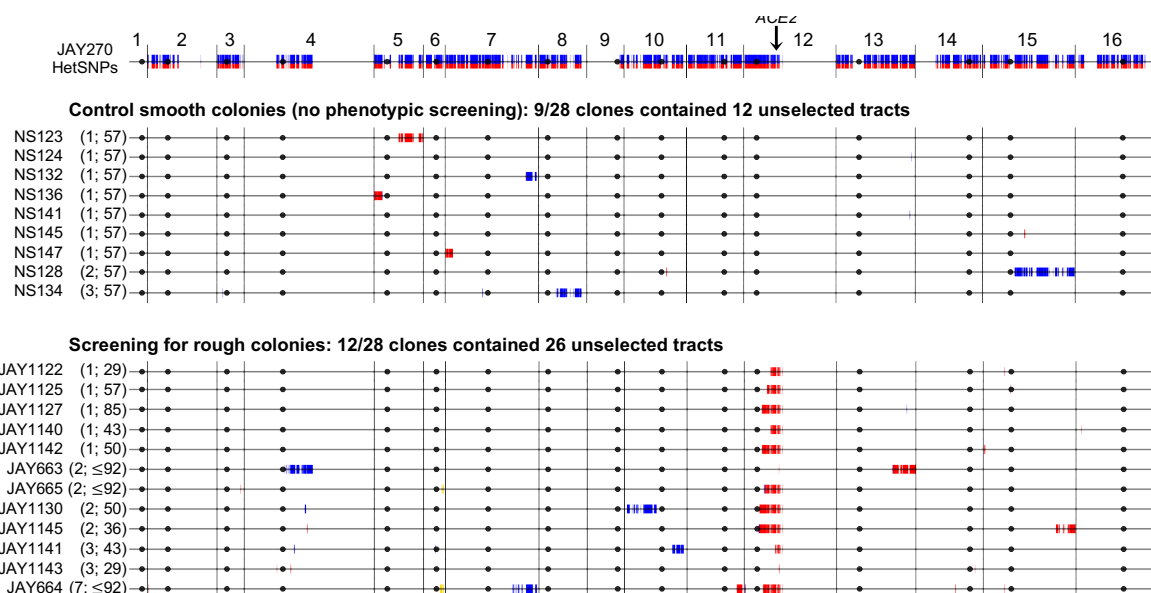 ACE2
1 2 3 4 5 6 7 8 9 10 11 12 13 14 15 16
JAY270
HetSNPs
Control smooth colonies (no phenotypic screening): 9/28 clones contained 12 unselected tracts
NS123 (1; 57)
NS124 (1; 57)
NS132 (1; 57)
NS136 (1; 57)
NS141 (1; 57)
NS145 (1; 57)
NS147 (1; 57)
NS128 (2; 57)
NS134 (3; 57)
Screening for rough colonies: 12/28 clones contained 26 unselected tracts
JAY1122 (1; 29)
JAY1125 (1; 57)
JAY1127 (1; 85)
JAY1140 (1; 43)
JAY1142 (1; 50)
JAY663 (2; ≤92)
JAY665 (2; ≤92)
JAY1130 (2; 50)
JAY1145 (2; 36)
JAY1141 (3; 43)
JAY1143 (3; 29)
JAY664 (7; ≤92)